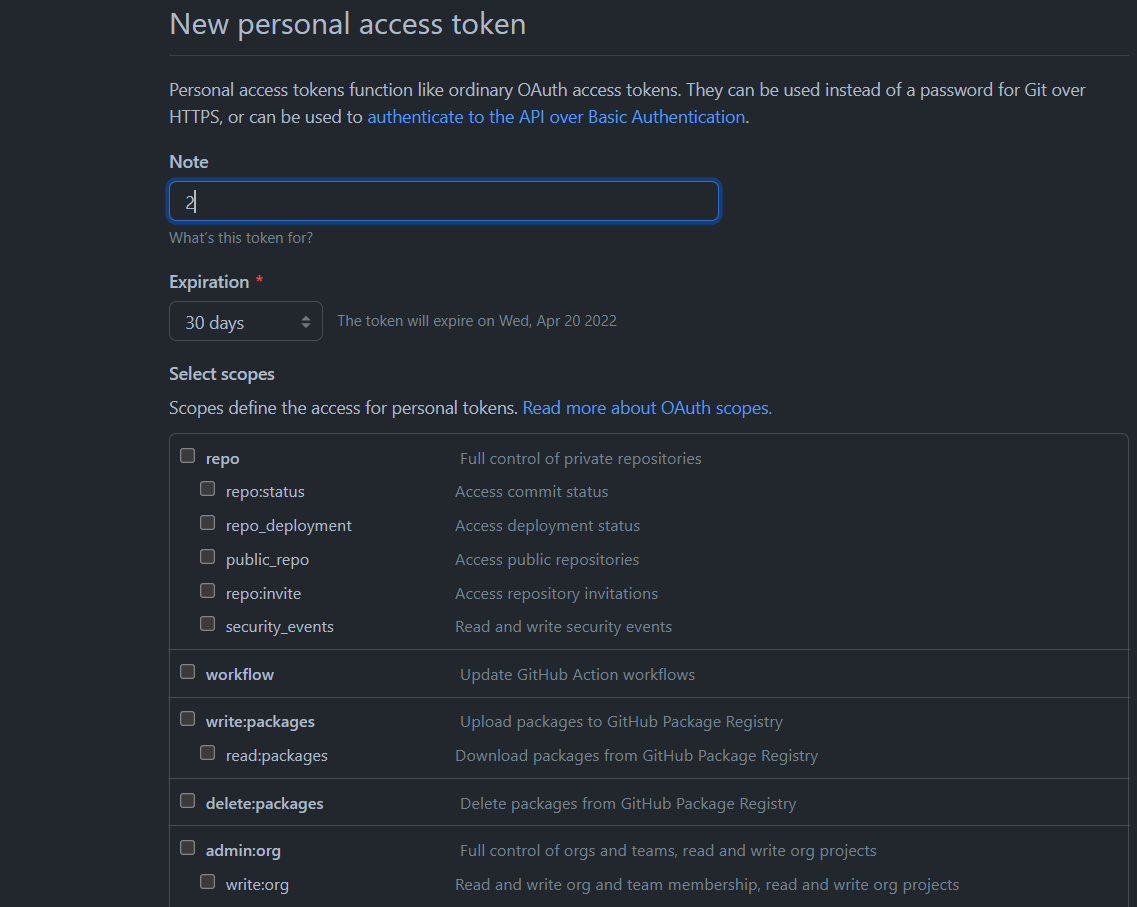 New personal access token
Personal access tokens function like ordinary OAuth access tokens. They can be used instead of a password for Git over
HTTPS, or can be used to authenticate to the API over Basic Authentication.
Note
2
What's this token for?
Expiration *
30 days The token will expire on Wed, Apr 20 2022
Select scopes
Scopes define the access for personal tokens. Read more about OAuth scopes.
repo Full control of private repositories
repo:status Access commit status
repo_deployment Access deployment status
public_repo Access public repositories
repo:invite Access repository invitations
security_events Read and write security events
workflow Update GitHub Action workflows
write:packages Upload packages to GitHub Package Registry
read:packages Download packages from GitHub Package Registry
delete:packages Delete packages from GitHub Package Registry
admin:org Full control of orgs and teams, read and write org projects
write:org Read and write org and team membership, read and write org projects